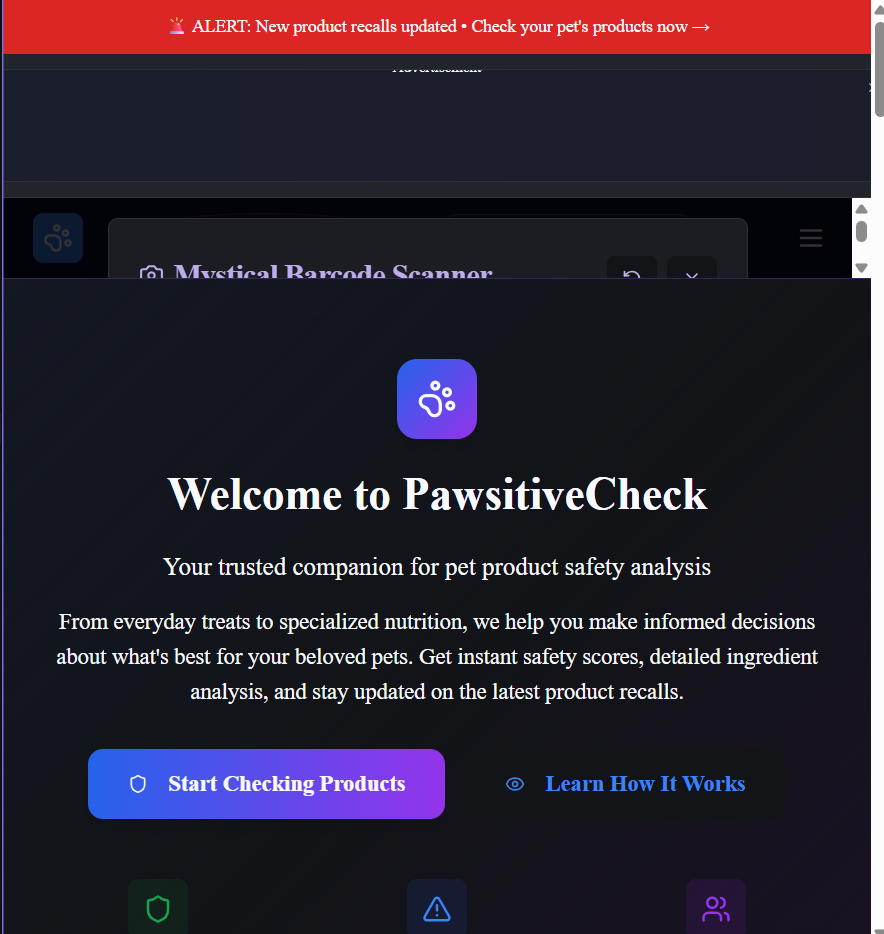 🚨 ALERT: New product recalls updated • Check your pet's products now →
Advertisement
Mystical Barcode Scanner
Welcome to PawsitiveCheck
Your trusted companion for pet product safety analysis
From everyday treats to specialized nutrition, we help you make informed decisions
about what's best for your beloved pets. Get instant safety scores, detailed ingredient
analysis, and stay updated on the latest product recalls.
Start Checking Products
Learn How It Works